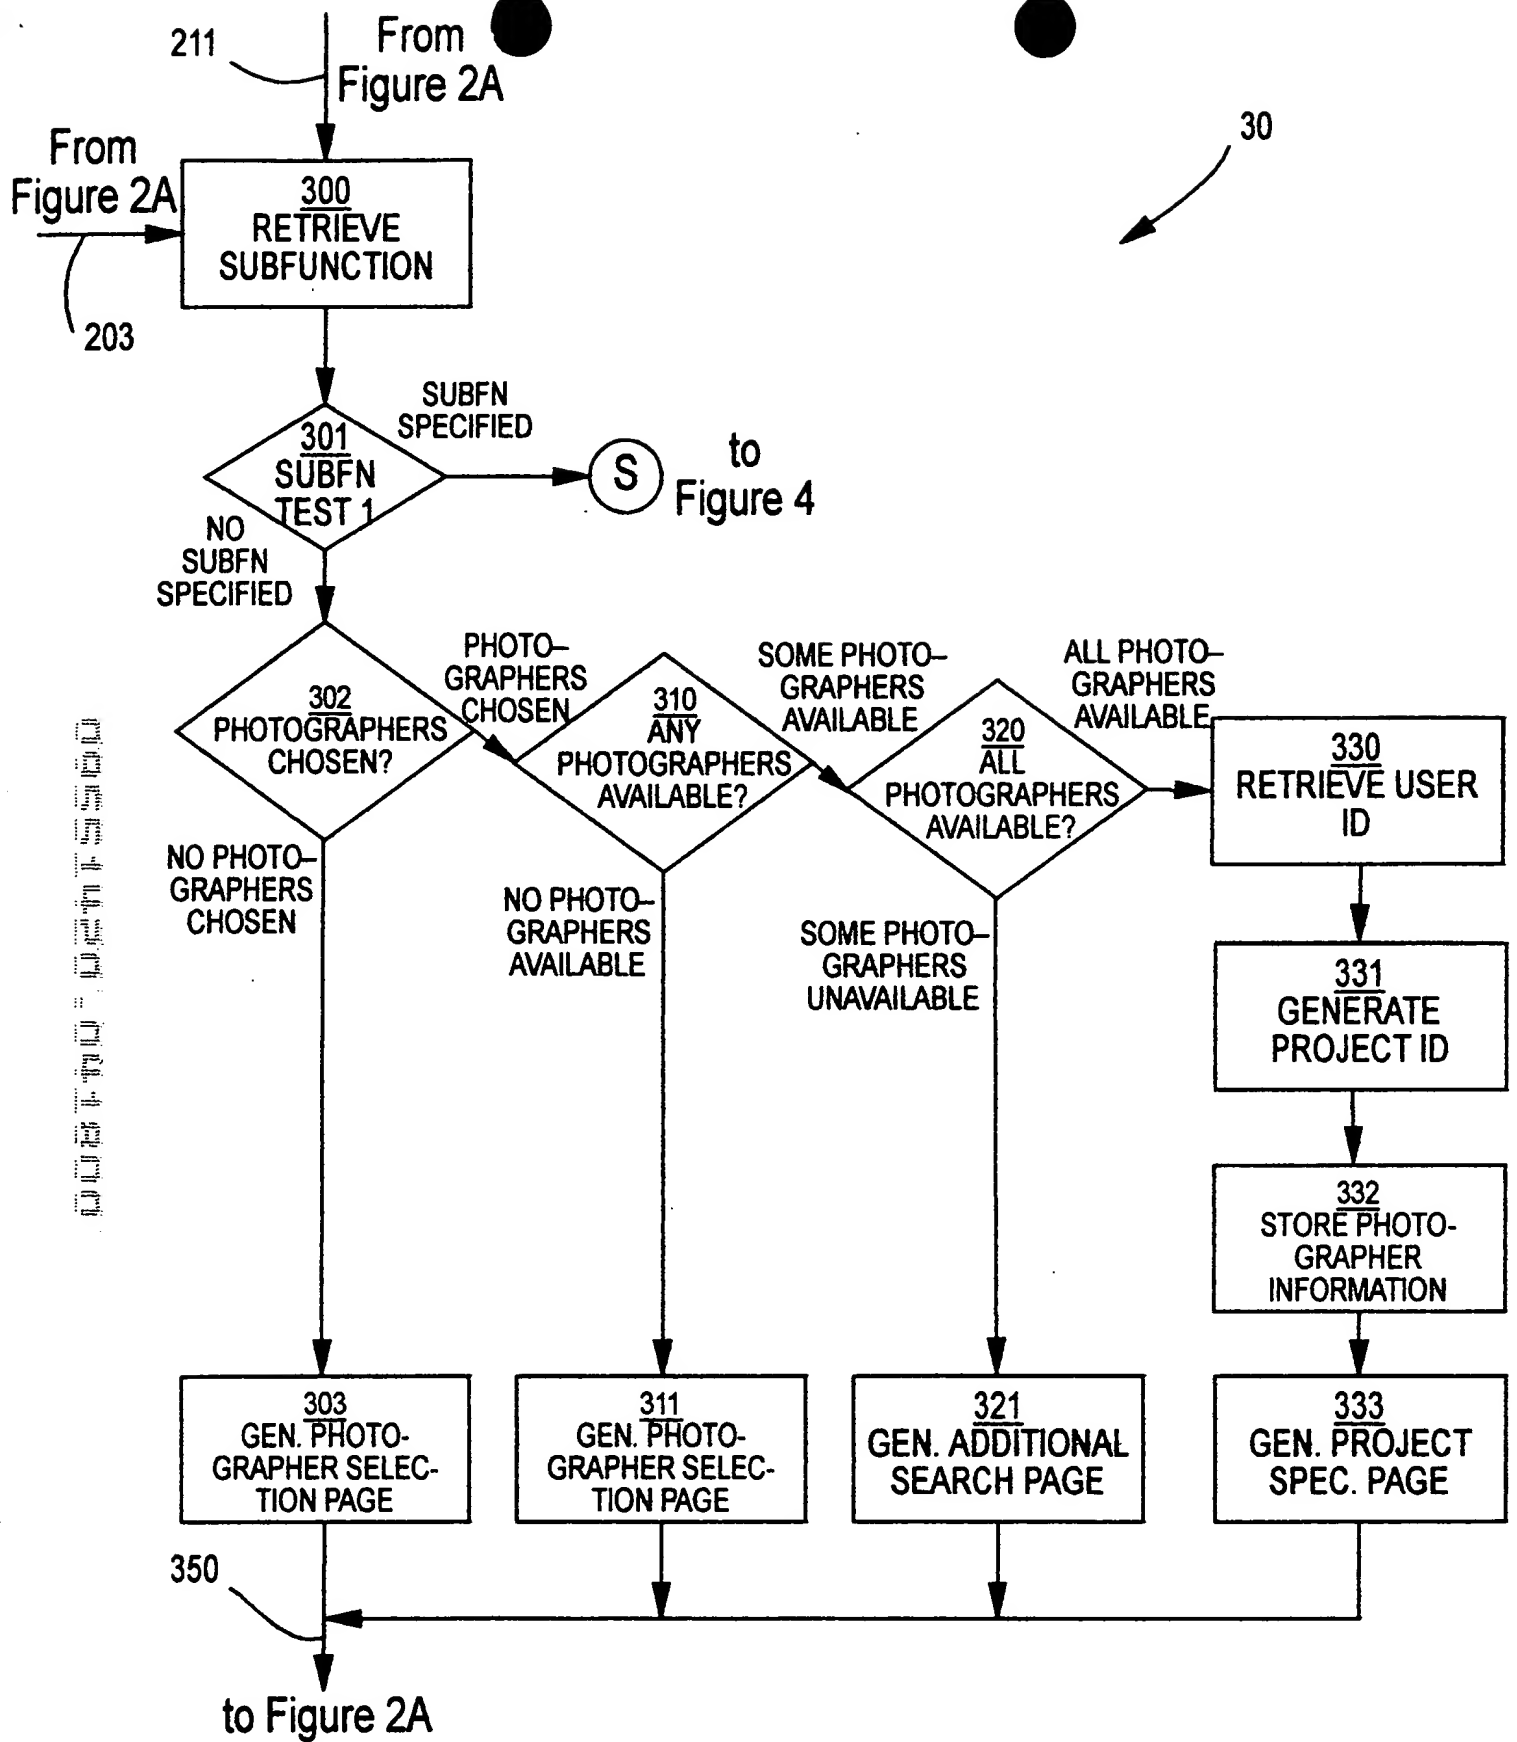 211
From
Figure 2A
30
From
Figure 2A
203
300
RETRIEVE
SUBFUNCTION
SUBFN
SPECIFIED
301
SUBFN
TEST 1
S
to
Figure 4
NO
SUBFN
SPECIFIED
302
PHOTOGRAPHERS
CHOSEN?
PHOTO-
GRAPHERS
CHOSEN
310
ANY
PHOTOGRAPHERS
AVAILABLE?
SOME PHOTO-
GRAPHERS
AVAILABLE
320
ALL
PHOTOGRAPHERS
AVAILABLE?
ALL PHOTO-
GRAPHERS
AVAILABLE
330
RETRIEVE USER
ID
NO PHOTO-
GRAPHERS
CHOSEN
NO PHOTO-
GRAPHERS
AVAILABLE
SOME PHOTO-
GRAPHERS
UNAVAILABLE
331
GENERATE
PROJECT ID
332
STORE PHOTO-
GRAPHER
INFORMATION
303
GEN. PHOTO-
GRAPHER SELEC-
TION PAGE
311
GEN. PHOTO-
GRAPHER SELEC-
TION PAGE
321
GEN. ADDITIONAL
SEARCH PAGE
333
GEN. PROJECT
SPEC. PAGE
350
to Figure 2A